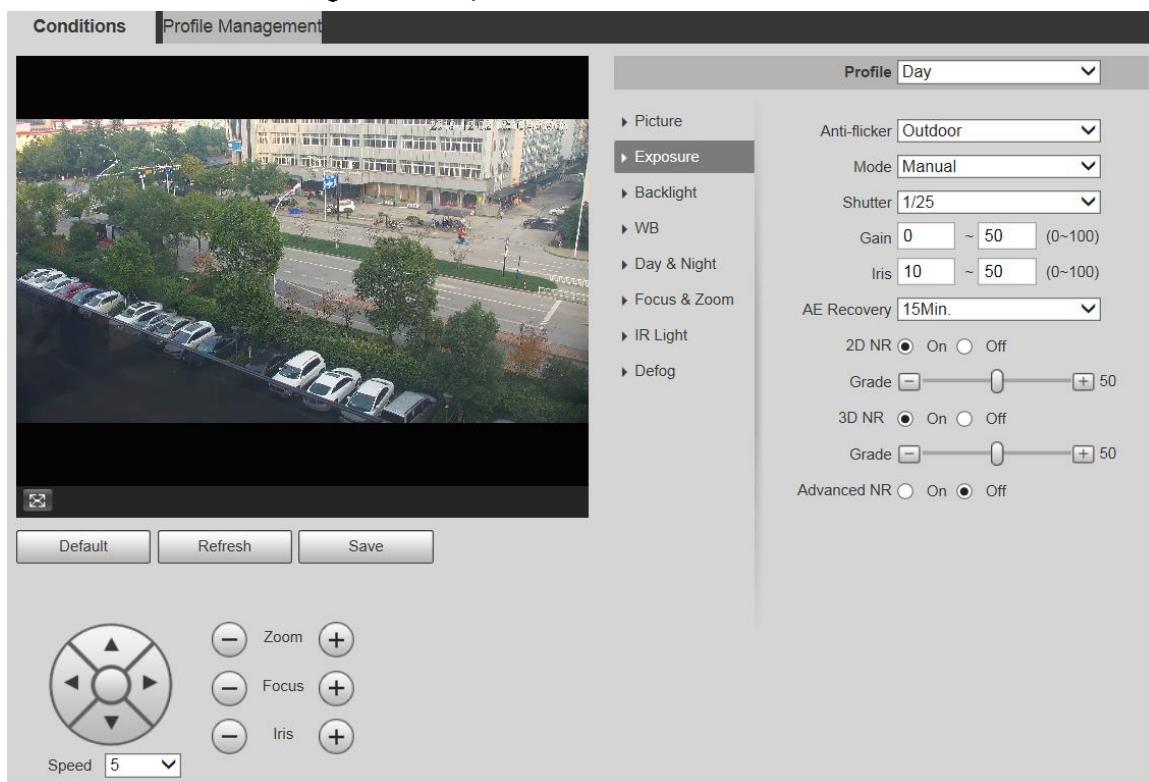 Conditions
Profile Management
Profile Day
Picture
Exposure
Backlight
WB
Day & Night
Focus & Zoom
IR Light
Defog
Anti-flicker Outdoor
Mode Manual
Shutter 1/25
Gain 0 ~ 50 (0~100)
Iris 10 ~ 50 (0~100)
AE Recovery 15Min.
2D NR On Off
Grade 50
3D NR On Off
Grade 50
Advanced NR On Off
Default Refresh Save
Zoom
Focus
Iris
Speed 5